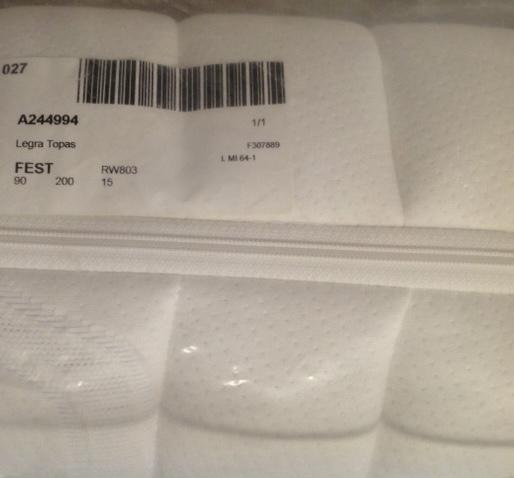 027
A244994 1/1
Legra Topas F307889
L MI 64-1
FEST RW803
90 200 15